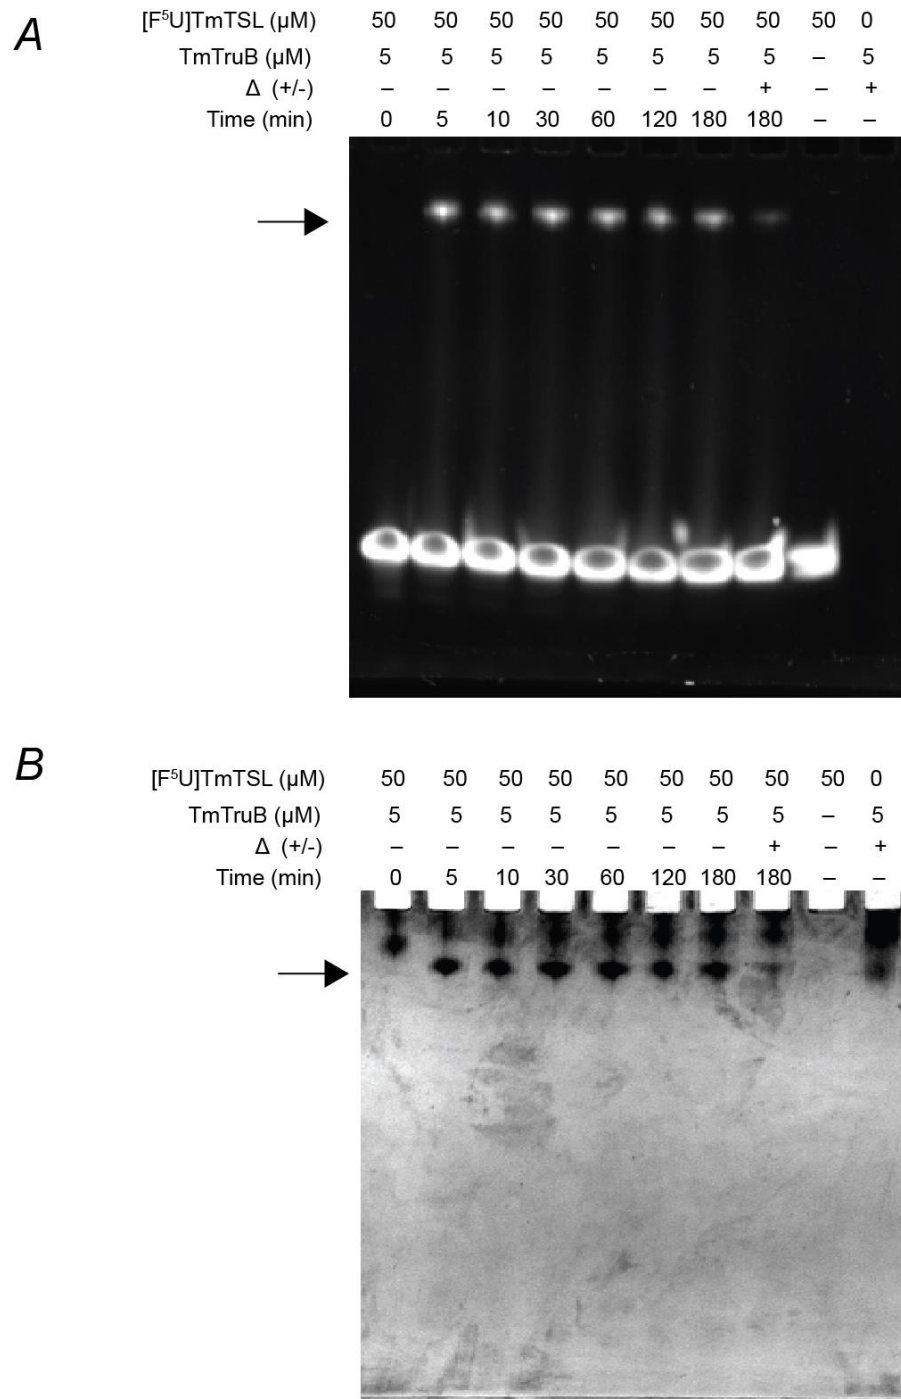 A
[F⁵U]TmTSL (μM) 50 50 50 50 50 50 50 50 50 0
TmTruB (μM) 5 5 5 5 5 5 5 5 – 5
Δ (+/-) – – – – – – – + – +
Time (min) 0 5 10 30 60 120 180 180 – –
B
[F⁵U]TmTSL (μM) 50 50 50 50 50 50 50 50 50 0
TmTruB (μM) 5 5 5 5 5 5 5 5 – 5
Δ (+/-) – – – – – – – + – +
Time (min) 0 5 10 30 60 120 180 180 – –